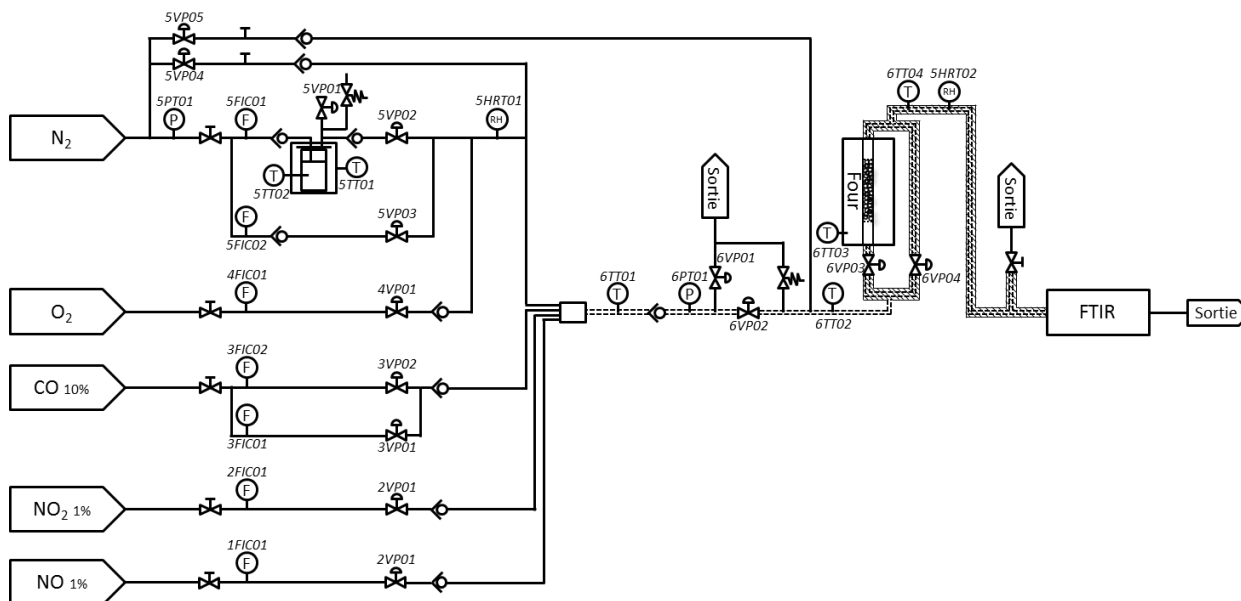 5VP05
5VP04
5PT01
5FIC01
5VP01
5VP02
5HRT01
6TT04
5HRT02
N2
P
F
RH
T
RH
T
T
5TT02
5TT01
5VP03
F
5FIC02
Sortie
Four
Sortie
T
6TT03
6VP01
6VP03
6VP04
4FIC01
F
4VP01
O2
6TT01
T
6PT01
P
6VP02
T
6TT02
FTIR
Sortie
3FIC02
F
3VP02
CO 10%
F
3FIC01
3VP01
2FIC01
F
2VP01
NO2 1%
1FIC01
F
2VP01
NO 1%